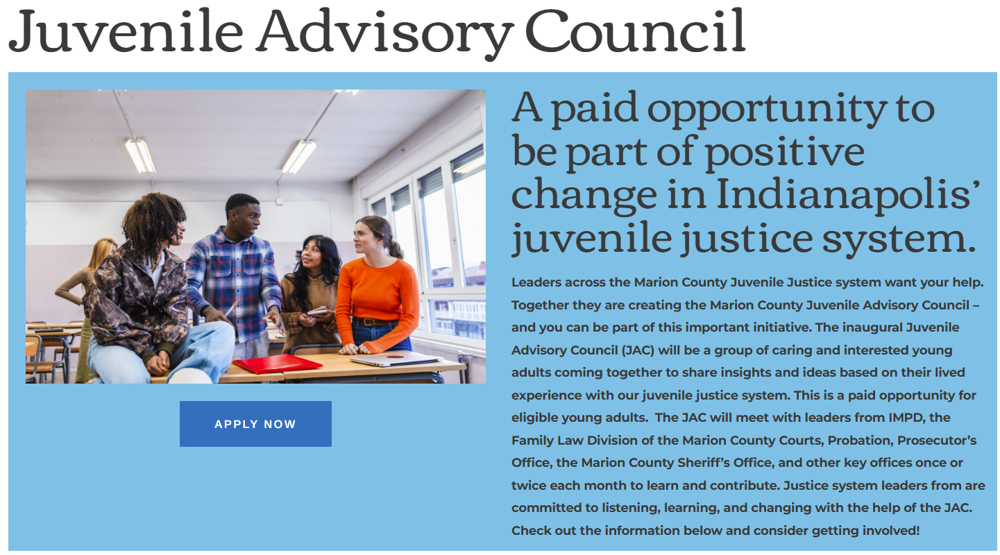 Juvenile Advisory Council
A paid opportunity to
be part of positive
change in Indianapolis’
juvenile justice system.
Leaders across the Marion County Juvenile Justice system want your help.
Together they are creating the Marion County Juvenile Advisory Council –
and you can be part of this important initiative. The inaugural Juvenile
Advisory Council (JAC) will be a group of caring and interested young
adults coming together to share insights and ideas based on their lived
experience with our juvenile justice system. This is a paid opportunity for
eligible young adults.  The JAC will meet with leaders from IMPD, the
Family Law Division of the Marion County Courts, Probation, Prosecutor’s
Office, the Marion County Sheriff’s Office, and other key offices once or
twice each month to learn and contribute. Justice system leaders from are
committed to listening, learning, and changing with the help of the JAC.
Check out the information below and consider getting involved!
APPLY NOW